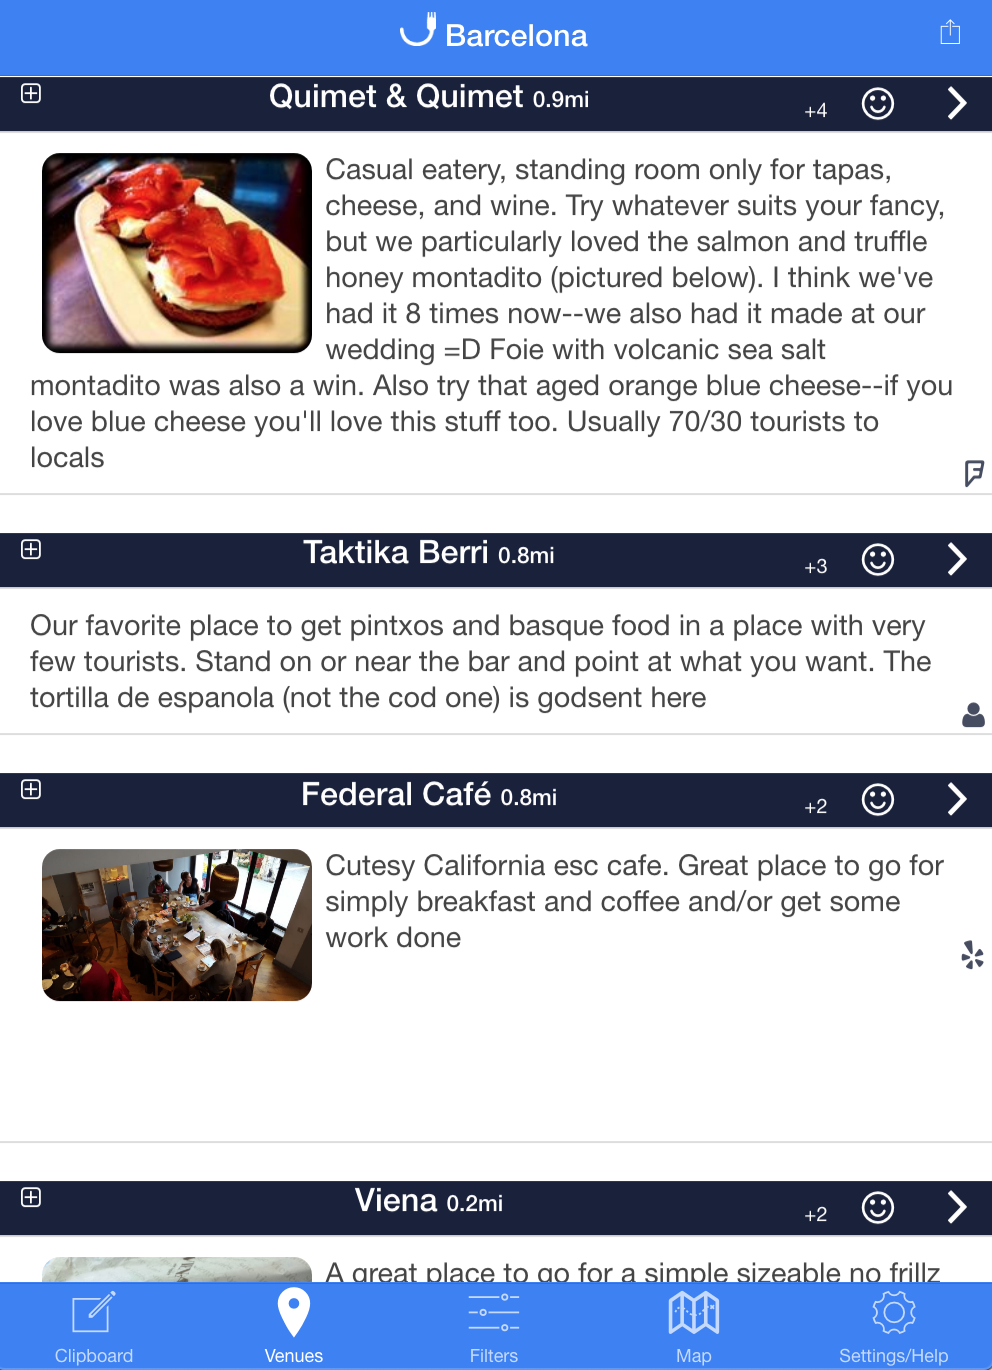 Barcelona
Quimet & Quimet 0.9mi
+4
Casual eatery, standing room only for tapas,
cheese, and wine. Try whatever suits your fancy,
but we particularly loved the salmon and truffle
honey montadito (pictured below). I think we've
had it 8 times now--we also had it made at our
wedding =D Foie with volcanic sea salt
montadito was also a win. Also try that aged orange blue cheese--if you
love blue cheese you'll love this stuff too. Usually 70/30 tourists to
locals
Taktika Berri 0.8mi
+3
Our favorite place to get pintxos and basque food in a place with very
few tourists. Stand on or near the bar and point at what you want. The
tortilla de espanola (not the cod one) is godsent here
Federal Café 0.8mi
+2
Cutesy California esc cafe. Great place to go for
simply breakfast and coffee and/or get some
work done
Viena 0.2mi
+2
A great place to go for a simple sizeable no frillz
Clipboard
Venues
Filters
Map
Settings/Help